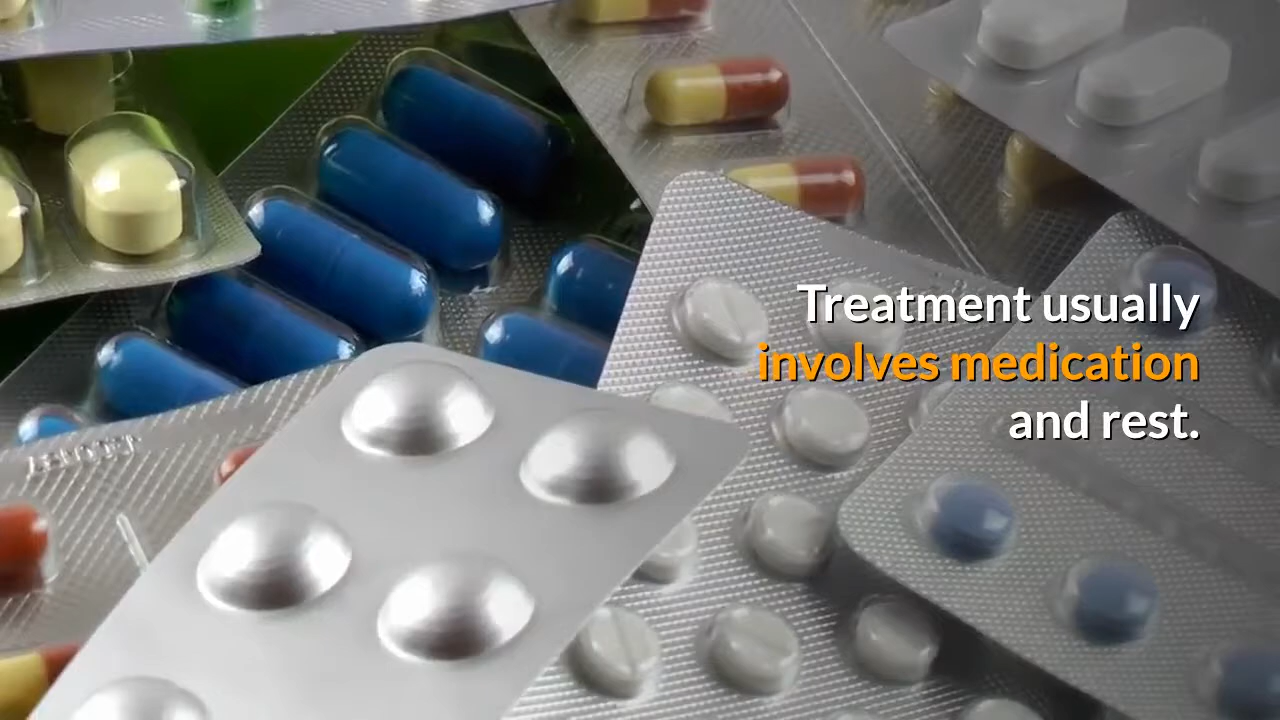 Treatment usually
involves medication
and rest.